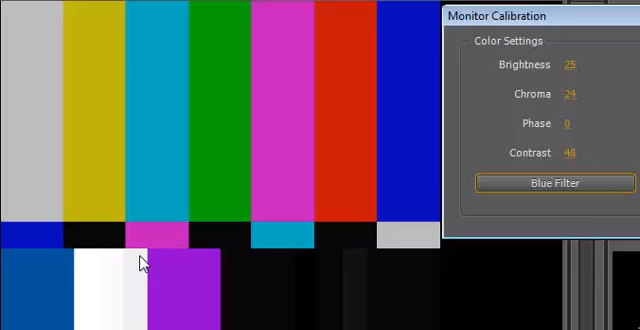 Monitor Calibration
Color Settings
Brightness 25
Chroma 24
Phase 0
Contrast 48
Blue Filter